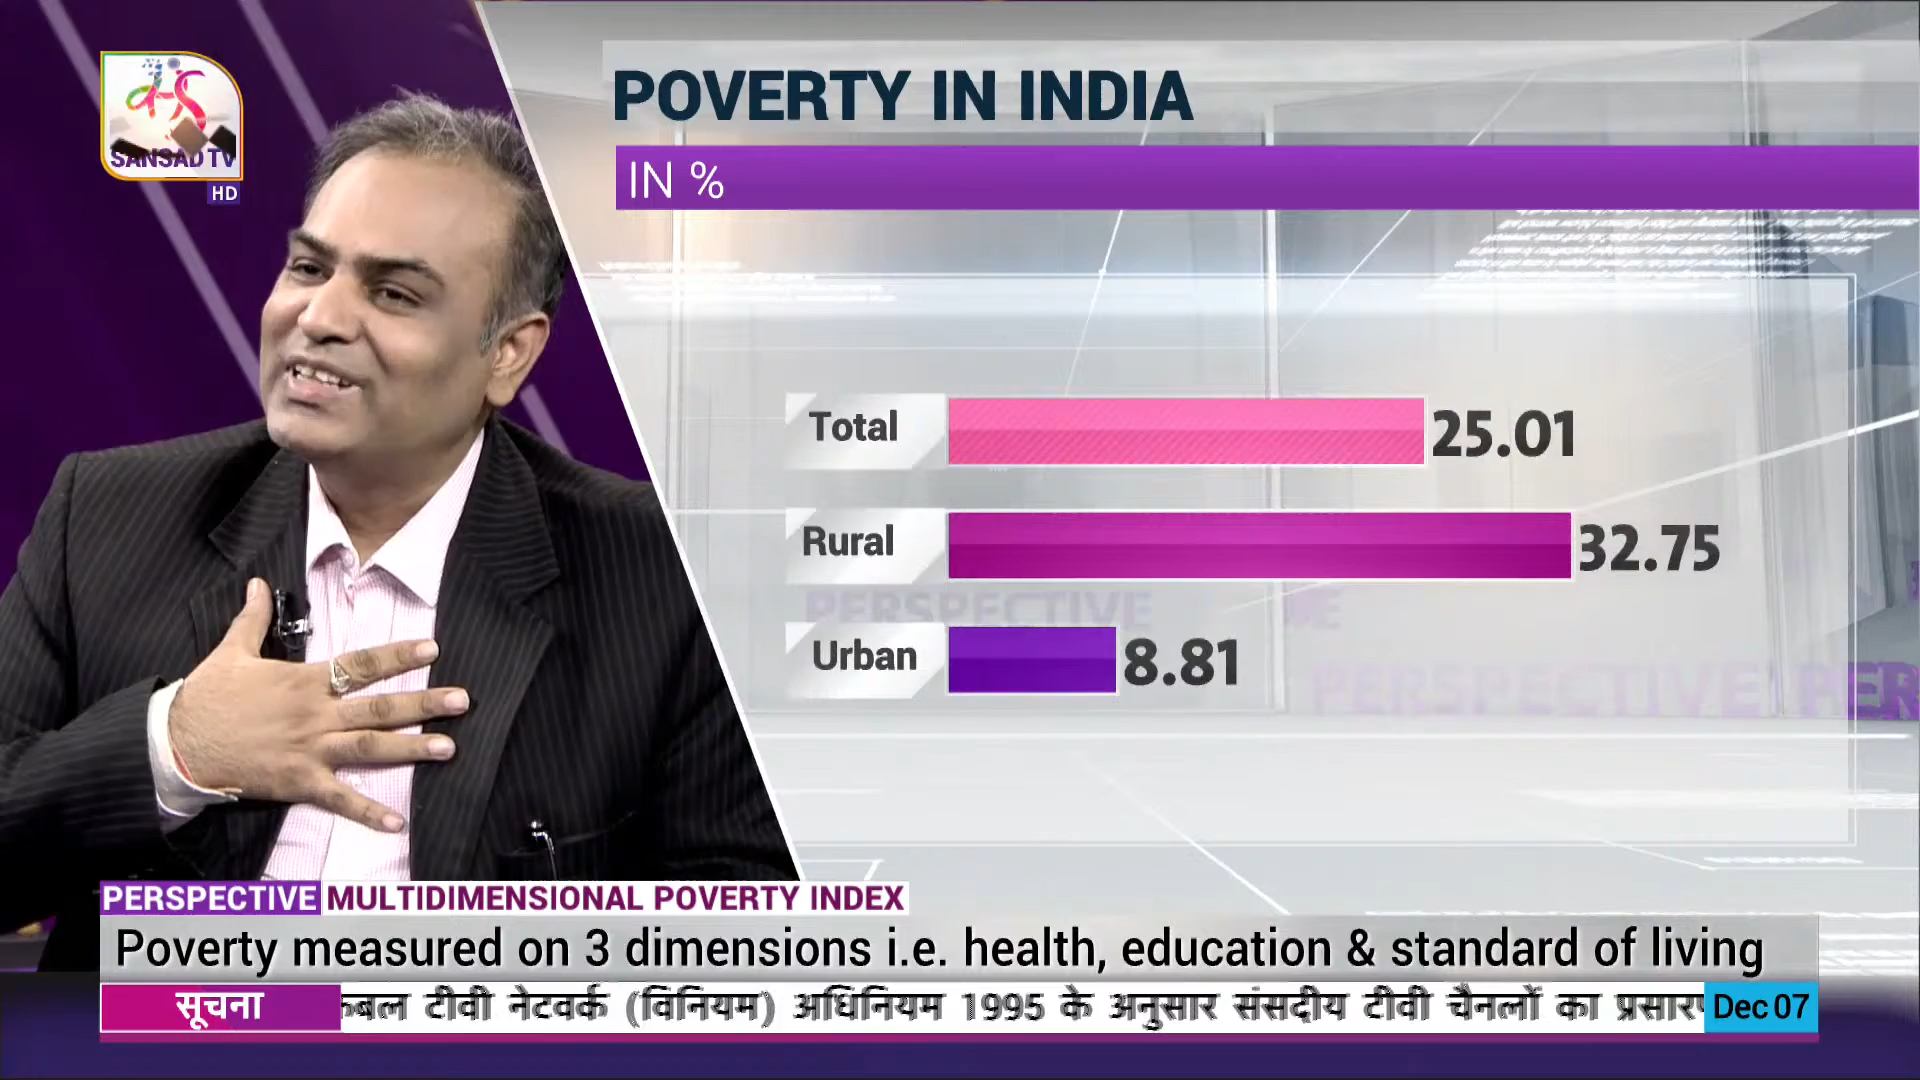 SANSAD TV
HD
POVERTY IN INDIA
IN %
Total 25.01
Rural 32.75
PERSPECTIVE
Urban 8.81
PERSPECTIVE
PERSPECTIVE MULTIDIMENSIONAL POVERTY INDEX
Poverty measured on 3 dimensions i.e. health, education & standard of living
सूचना टीवी नेटवर्क (विनियम) अधिनियम 1995 के अनुसार संसदीय टीवी चैनलों का Dec 07